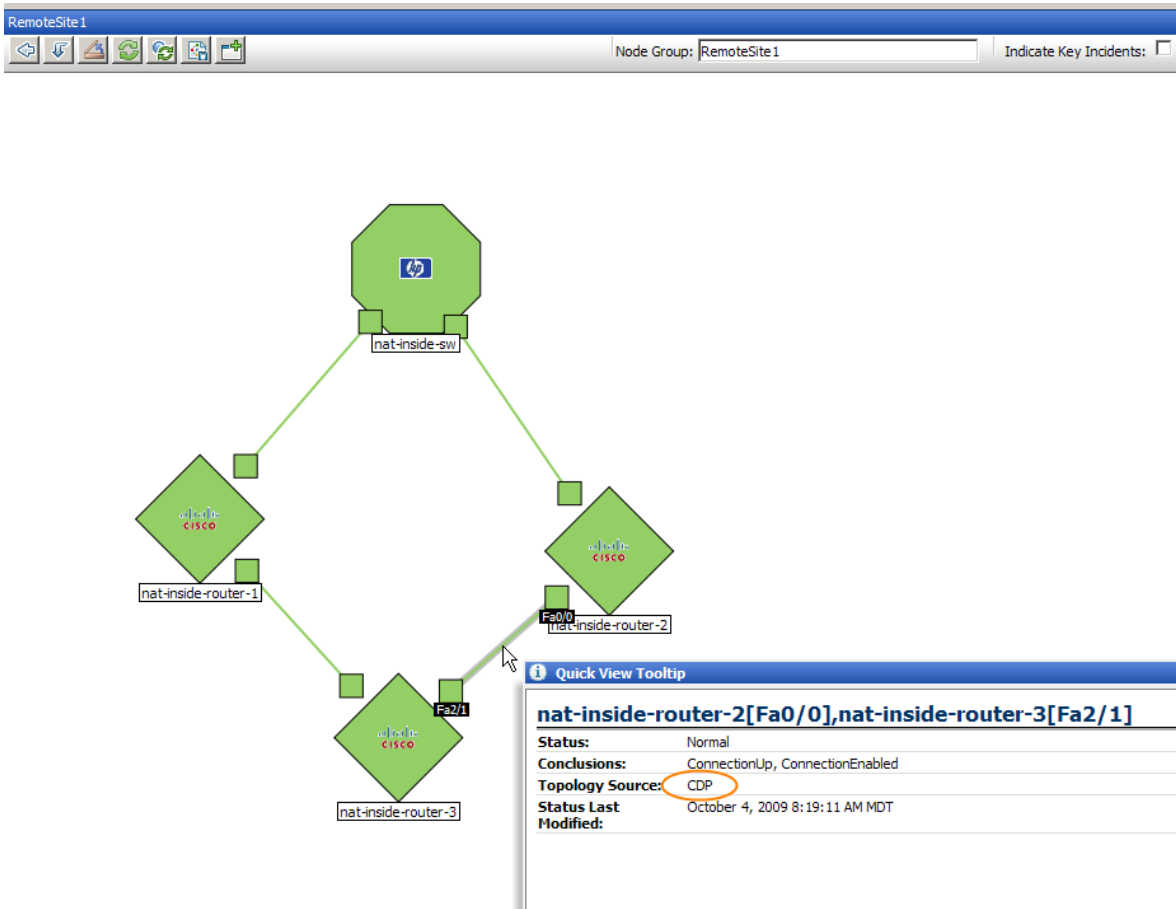 RemoteSite1
Node Group: RemoteSite1 Indicate Key Incidents:
hp
nat-inside-sw
CISCO
nat-inside-router-1
CISCO
Fa0/0
nat-inside-router-2
Fa2/1
CISCO
nat-inside-router-3
i Quick View Tooltip
nat-inside-router-2[Fa0/0],nat-inside-router-3[Fa2/1]
Status: Normal
Conclusions: ConnectionUp, ConnectionEnabled
Topology Source: CDP
Status Last October 4, 2009 8:19:11 AM MDT
Modified: